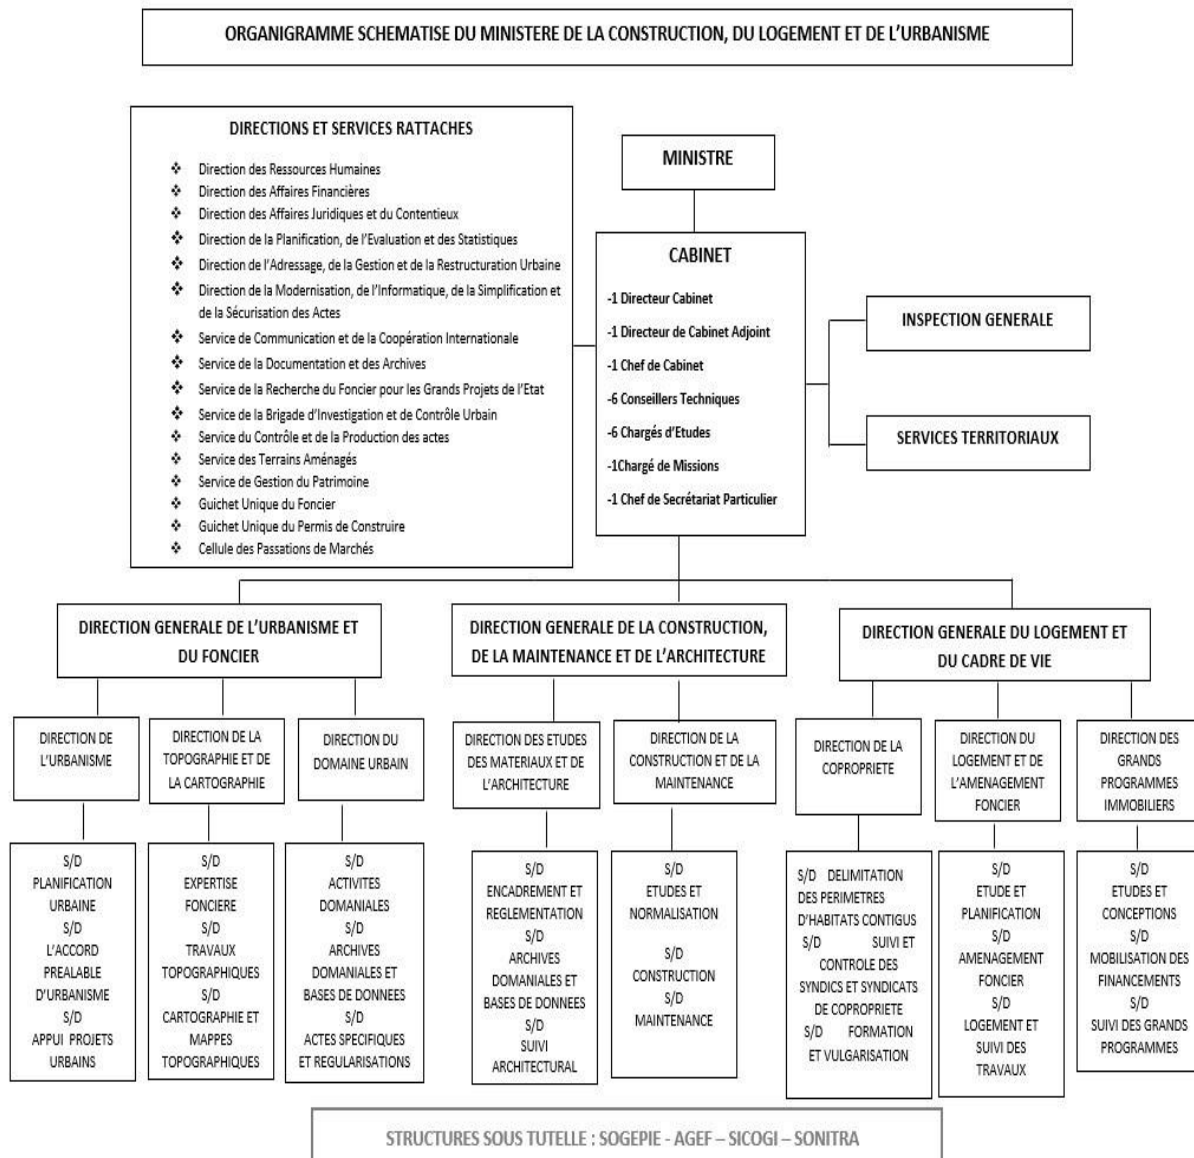 ORGANIGRAMME SCHEMATISE DU MINISTERE DE LA CONSTRUCTION, DU LOGEMENT ET DE L'URBANISME
DIRECTIONS ET SERVICES RATTACHES
❖ Direction des Ressources Humaines
❖ Direction des Affaires Financières
❖ Direction des Affaires Juridiques et du Contentieux
❖ Direction de la Planification, de l'Evaluation et des Statistiques
❖ Direction de l'Adressage, de la Gestion et de la Restructuration Urbaine
❖ Direction de la Modernisation, de l'Informatique, de la Simplification et
de la Sécurisation des Actes
❖ Service de Communication et de la Coopération Internationale
❖ Service de la Documentation et des Archives
❖ Service de la Recherche du Foncier pour les Grands Projets de l'Etat
❖ Service de la Brigade d'Investigation et de Contrôle Urbain
❖ Service du Contrôle et de la Production des actes
❖ Service des Terrains Aménagés
❖ Service de Gestion du Patrimoine
❖ Guichet Unique du Foncier
❖ Guichet Unique du Permis de Construire
❖ Cellule des Passations de Marchés
MINISTRE
CABINET
-1 Directeur Cabinet
-1 Directeur de Cabinet Adjoint
-1 Chef de Cabinet
-6 Conseillers Techniques
-6 Chargés d'Etudes
-1Chargé de Missions
-1 Chef de Secrétariat Particulier
INSPECTION GENERALE
SERVICES TERRITORIAUX
DIRECTION GENERALE DE L'URBANISME ET
DU FONCIER
DIRECTION GENERALE DE LA CONSTRUCTION,
DE LA MAINTENANCE ET DE L'ARCHITECTURE
DIRECTION GENERALE DU LOGEMENT ET
DU CADRE DE VIE
DIRECTION DE
L'URBANISME
DIRECTION DE LA
TOPOGRAPHIE ET DE
LA CARTOGRAPHIE
DIRECTION DU
DOMAINE URBAIN
DIRECTION DES ETUDES
DES MATERIAUX ET DE
L'ARCHITECTURE
DIRECTION DE LA
CONSTRUCTION ET DE LA
MAINTENANCE
DIRECTION DE LA
COPROPRIETE
DIRECTION DU
LOGEMENT ET DE
L'AMENAGEMENT
FONCIER
DIRECTION DES
GRANDS
PROGRAMMES
IMMOBILIERS
S/D
PLANIFICATION
URBAINE
S/D
L'ACCORD
PREALABLE
D'URBANISME
S/D
APPUI PROJETS
URBAINS
S/D
EXPERTISE
FONCIERE
S/D
TRAVAUX
TOPOGRAPHIQUES
S/D
CARTOGRAPHIE ET
MAPPES
TOPOGRAPHIQUES
S/D
ACTIVITES
DOMANIALES
S/D
ARCHIVES
DOMANIALES ET
BASES DE DONNEES
S/D
ACTES SPECIFIQUES
ET REGULARISATIONS
S/D
ENCADREMENT ET
REGLEMENTATION
S/D
ARCHIVES
DOMANIALES ET
BASES DE DONNEES
S/D
SUIVI
ARCHITECTURAL
S/D
ETUDES ET
NORMALISATION
S/D
CONSTRUCTION
S/D
MAINTENANCE
S/D DELIMITATION
DES PERIMETRES
D'HABITATS CONTIGUS
S/D SUIVI ET
CONTROLE DES
SYNDICS ET SYNDICATS
DE COPROPRIETE
S/D FORMATION
ET VULGARISATION
S/D
ETUDE ET
PLANIFICATION
S/D
AMENAGEMENT
FONCIER
S/D
LOGEMENT ET
SUIVI DES
TRAVAUX
S/D
ETUDES ET
CONCEPTIONS
S/D
MOBILISATION DES
FINANCEMENTS
S/D
SUIVI DES GRANDS
PROGRAMMES
STRUCTURES SOUS TUTELLE : SOGEPIE - AGEF – SICOGI – SONITRA